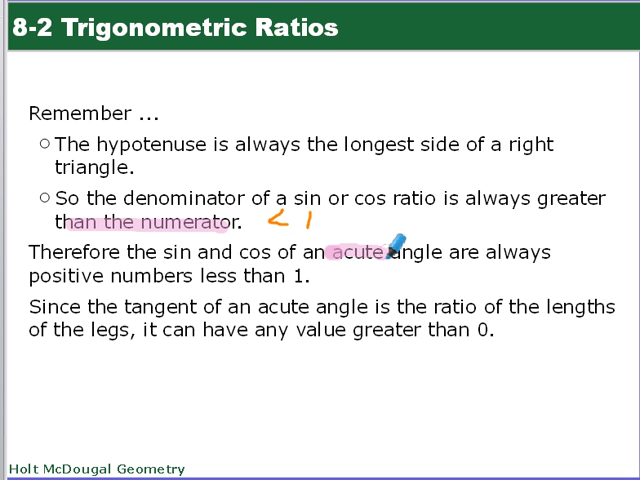 8-2 Trigonometric Ratios
Remember ...
The hypotenuse is always the longest side of a right
triangle.
So the denominator of a sin or cos ratio is always greater
than the numerator. < 1
Therefore the sin and cos of an acute angle are always
positive numbers less than 1.
Since the tangent of an acute angle is the ratio of the lengths
of the legs, it can have any value greater than 0.
Holt McDougal Geometry